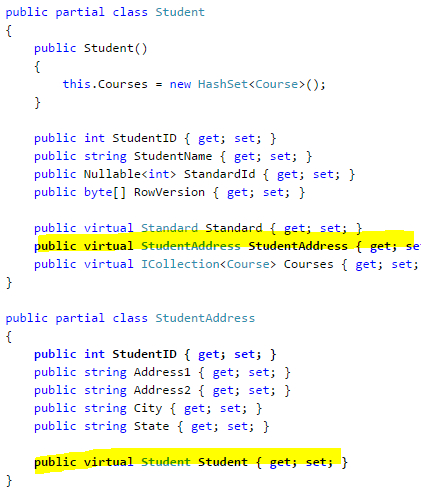 public partial class Student
{
public Student()
{
this.Courses = new HashSet<Course>();
}
public int StudentID { get; set; }
public string StudentName { get; set; }
public Nullable<int> StandardId { get; set; }
public byte[] RowVersion { get; set; }
public virtual Standard Standard { get; set; }
public virtual StudentAddress StudentAddress { get; se
public virtual ICollection<Course> Courses { get; set;
}
public partial class StudentAddress
{
public int StudentID { get; set; }
public string Address1 { get; set; }
public string Address2 { get; set; }
public string City { get; set; }
public string State { get; set; }
public virtual Student Student { get; set; }
}